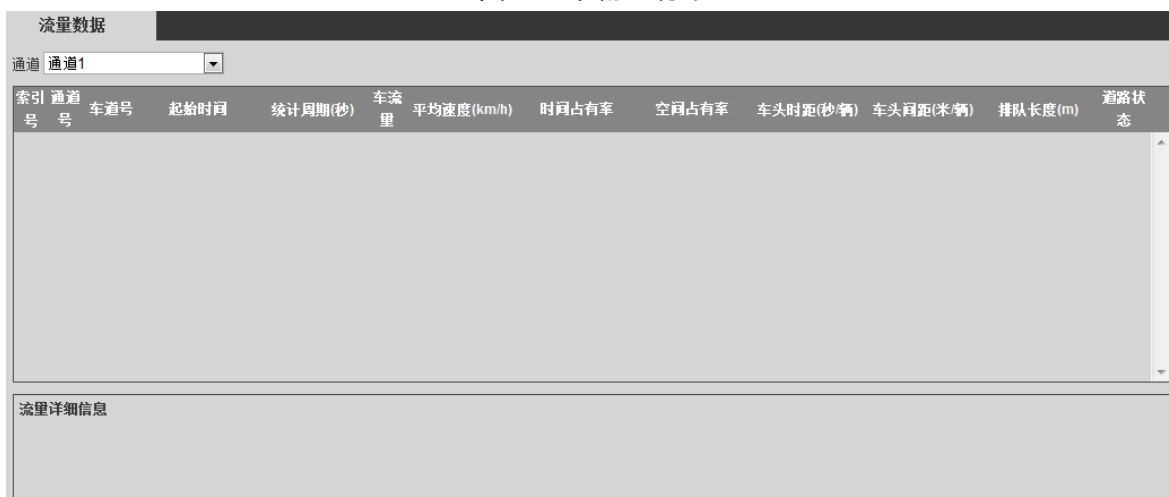 流量数据
通道 通道1
索引号 通道号 车道号 起始时间 统计周期(秒) 车流量 平均速度(km/h) 时间占有率 空间占有率 车头时距(秒/辆) 车头间距(米/辆) 排队长度(m) 道路状态
流量详细信息